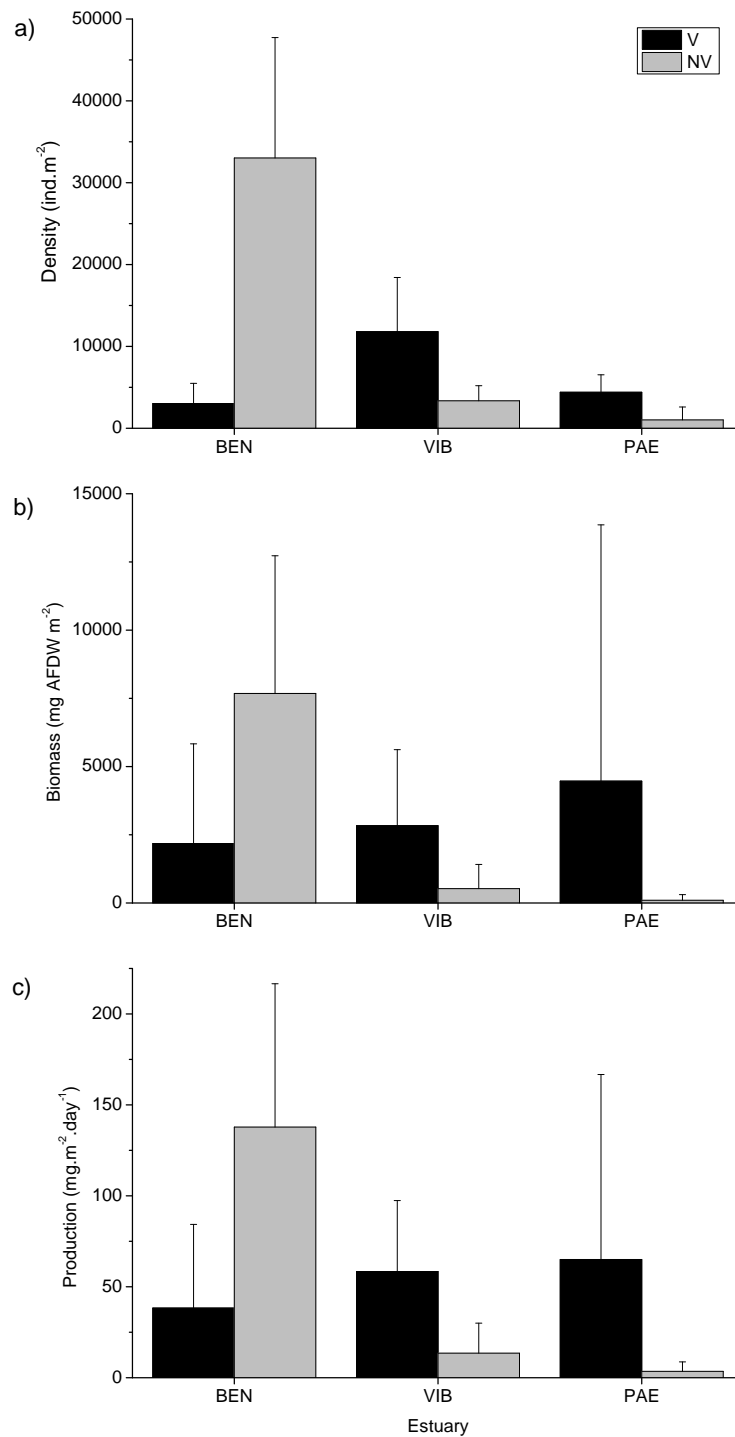 a)
V
NV
50000
40000
30000
20000
10000
0
Density (ind.m⁻²)
BEN VIB PAE
b)
15000
10000
5000
0
Biomass (mg AFDW m⁻²)
BEN VIB PAE
c)
200
150
100
50
0
Production (mg.m⁻².day⁻¹)
BEN VIB PAE
Estuary